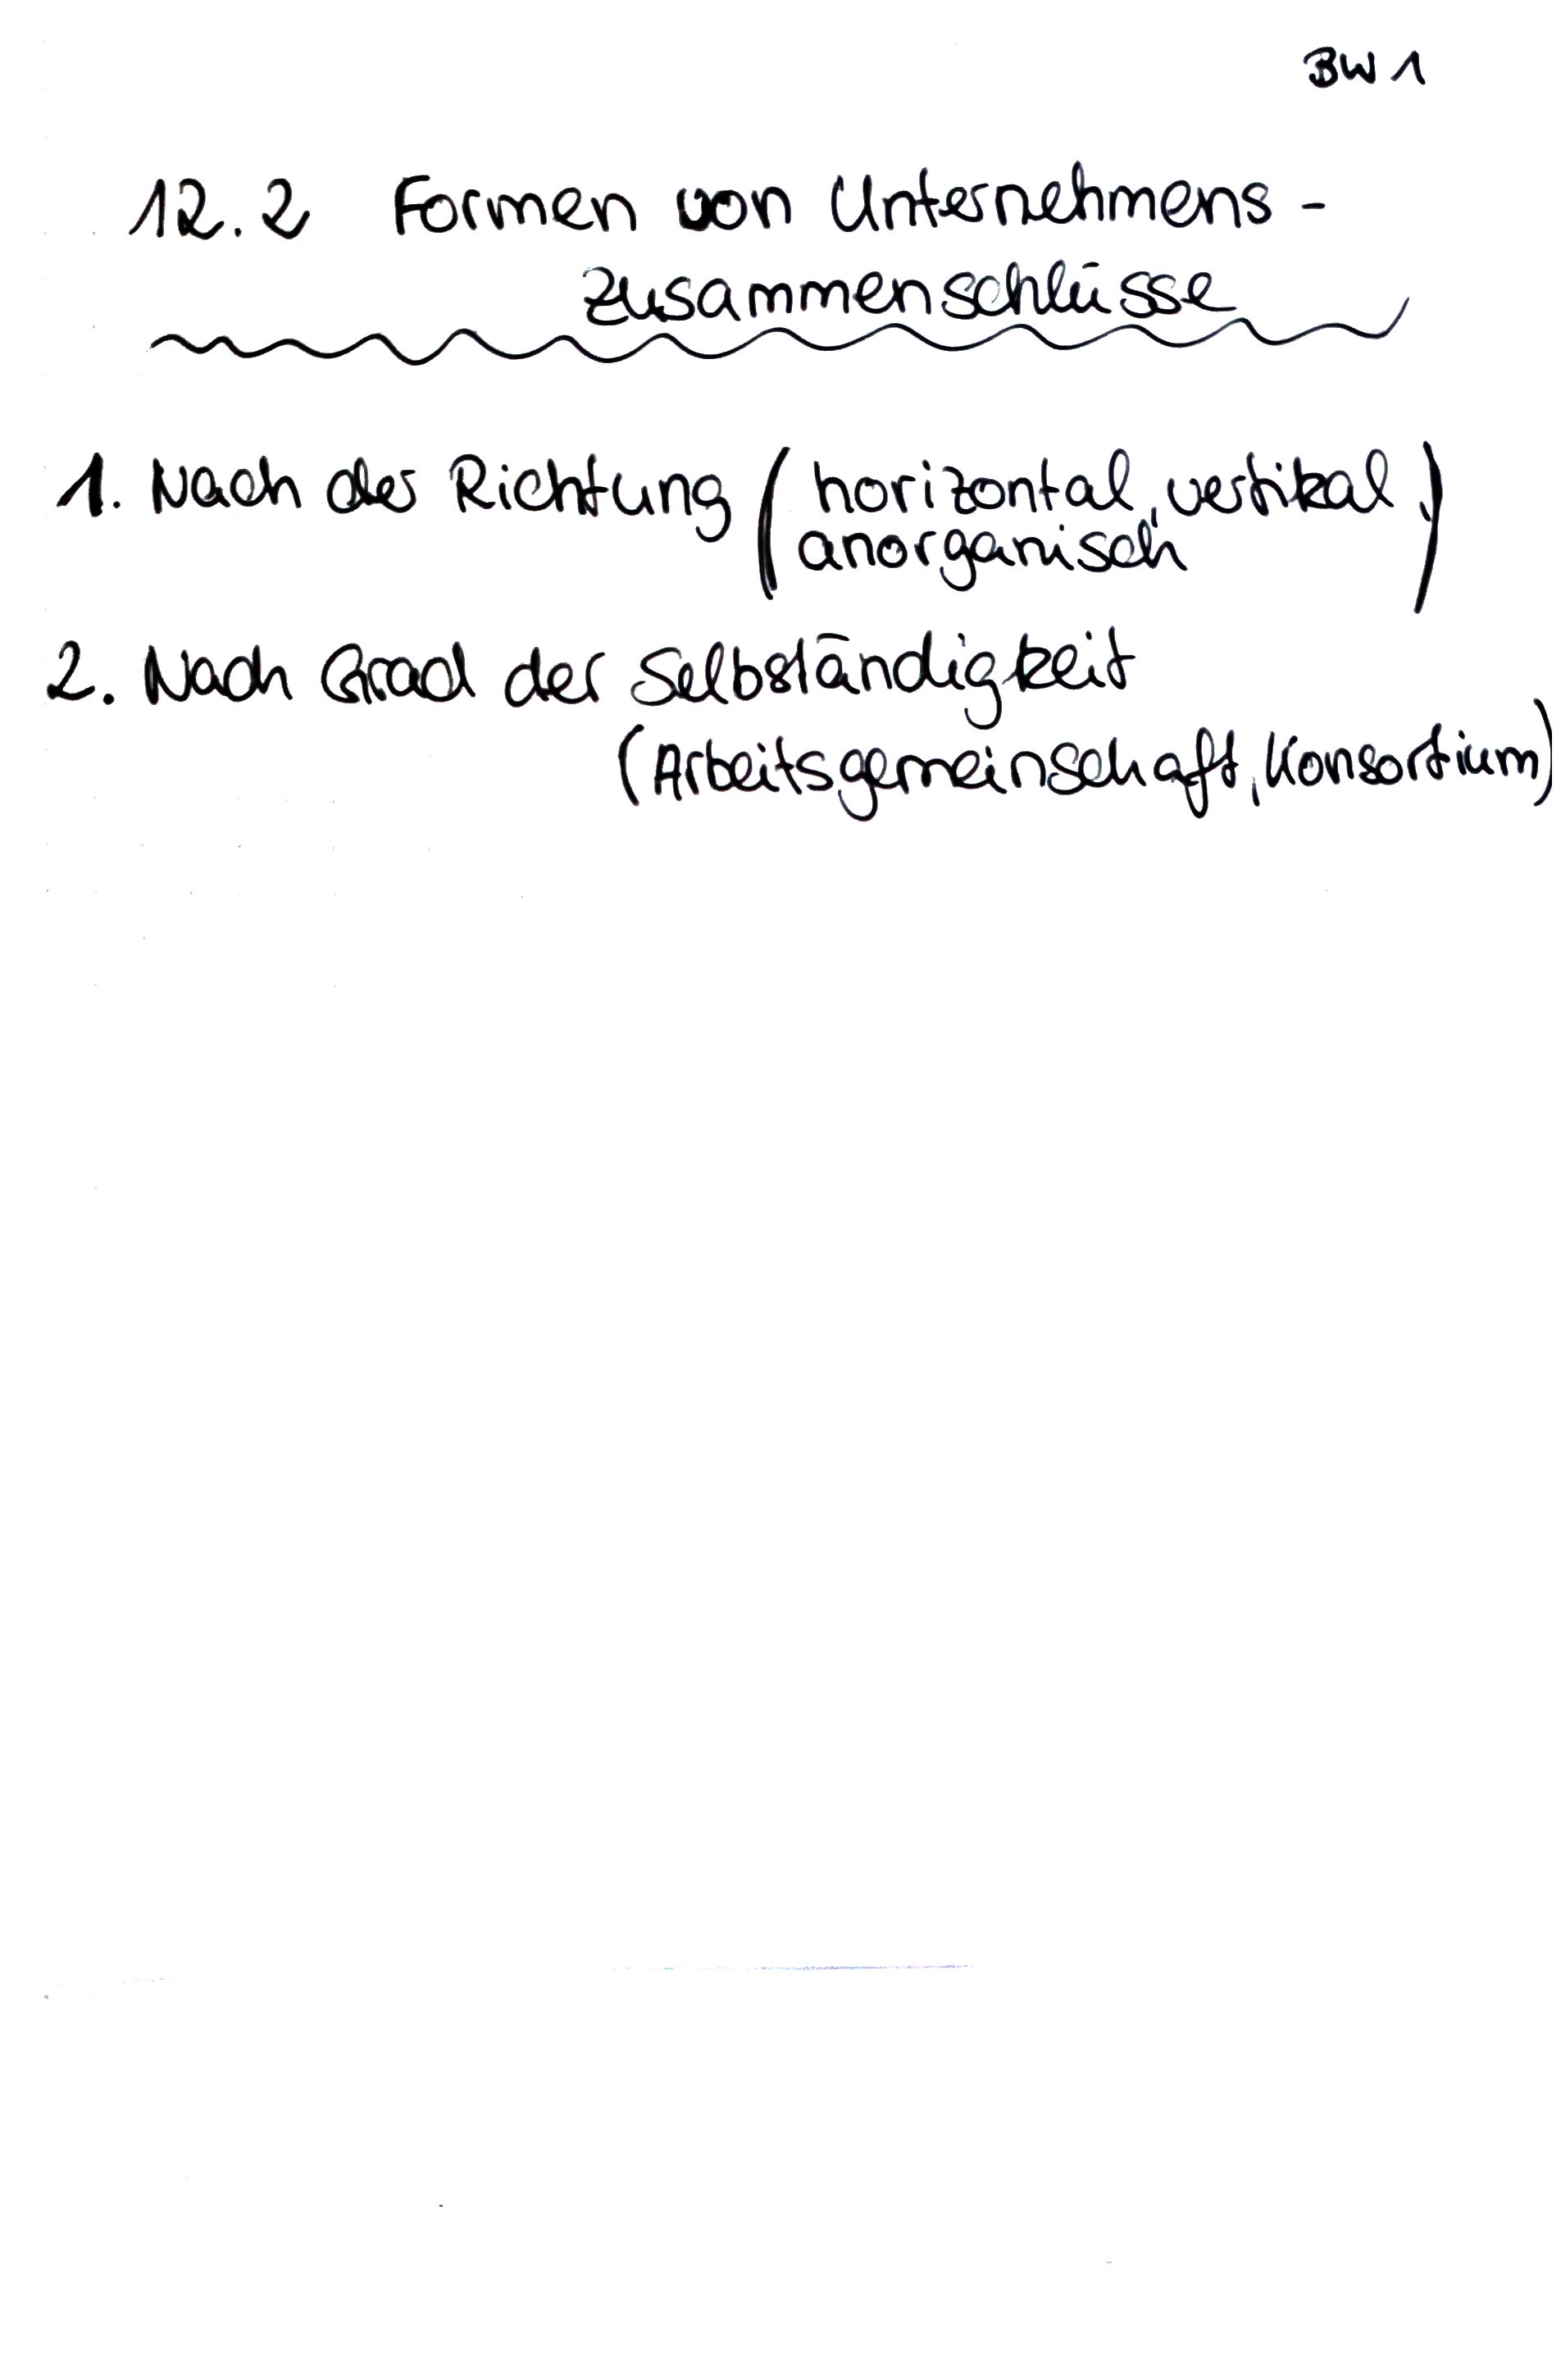 BW 1
12.2 Formen von Unternehmens-
zusammenschlüsse
1. Nach der Richtung (horizontal, vertikal,
anorganisch)
2. Nach Grad der Selbständigkeit
(Arbeitsgemeinschaft, Konsortium)